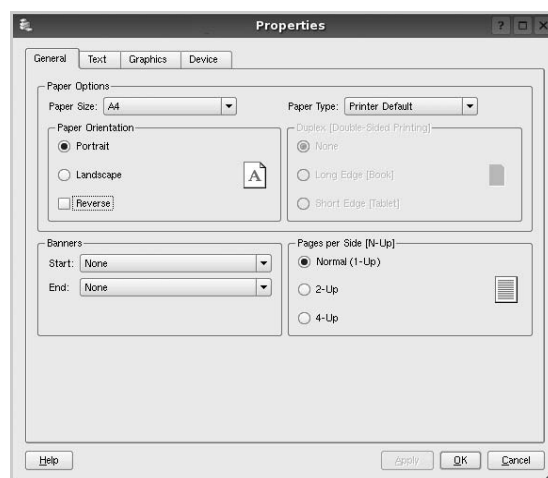 Properties
General Text Graphics Device
Paper Options
Paper Size: A4
Paper Type: Printer Default
Paper Orientation
Portrait
Landscape
Reverse
A
Duplex [Double-Sided Printing]
None
Long Edge [Book]
Short Edge [Tablet]
Banners
Start: None
End: None
Pages per Side [N-Up]
Normal (1-Up)
2-Up
4-Up
Help Apply OK Cancel